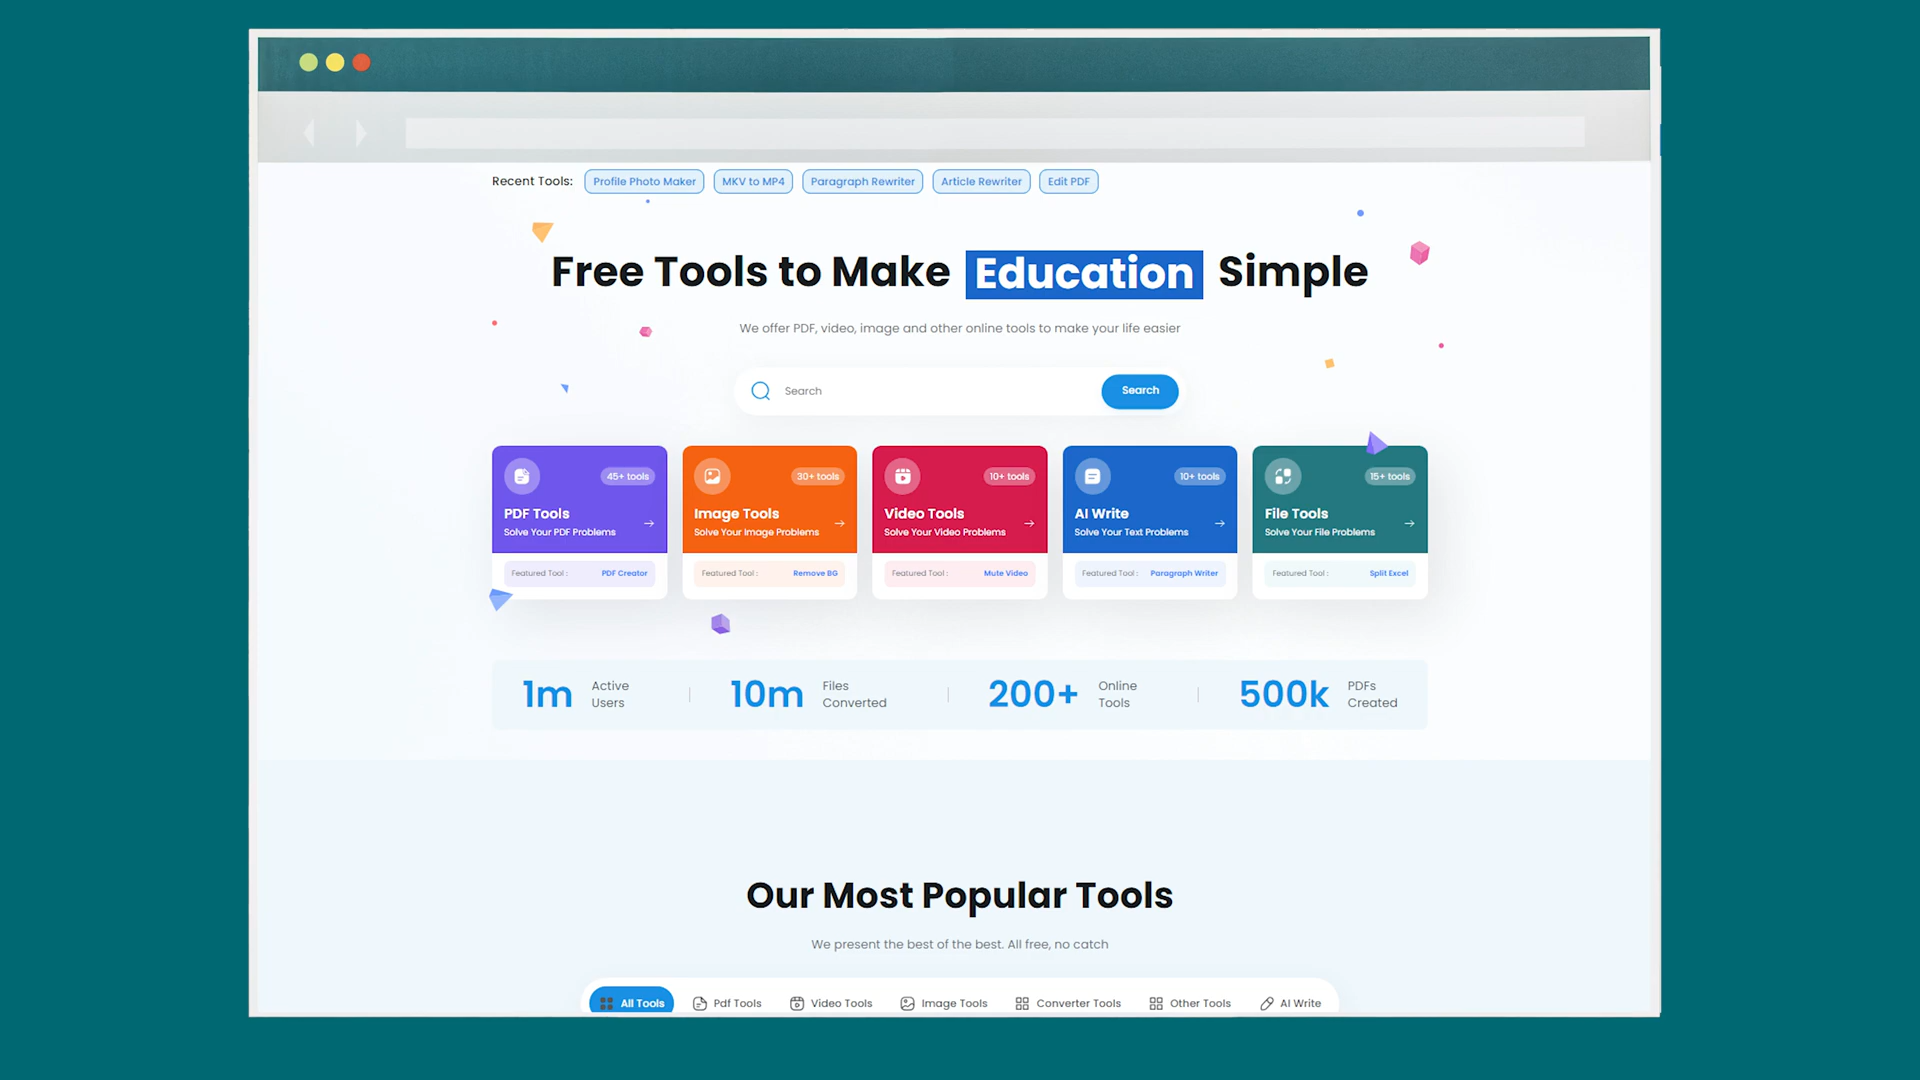 Recent Tools: Profile Photo Maker MKV to MP4 Paragraph Rewriter Article Rewriter Edit PDF
Free Tools to Make Education Simple
We offer PDF, video, image and other online tools to make your life easier
Search Search
45+ tools
PDF Tools
Solve Your PDF Problems
Featured Tool : PDF Creator
30+ tools
Image Tools
Solve Your Image Problems
Featured Tool : Remove BG
10+ tools
Video Tools
Solve Your Video Problems
Featured Tool : Mute Video
10+ tools
AI Write
Solve Your Text Problems
Featured Tool : Paragraph Writer
15+ tools
File Tools
Solve Your File Problems
Featured Tool : Split Excel
1m Active
Users
10m Files
Converted
200+ Online
Tools
500k PDFs
Created
Our Most Popular Tools
We present the best of the best. All free, no catch
All Tools Pdf Tools Video Tools Image Tools Converter Tools Other Tools AI Write